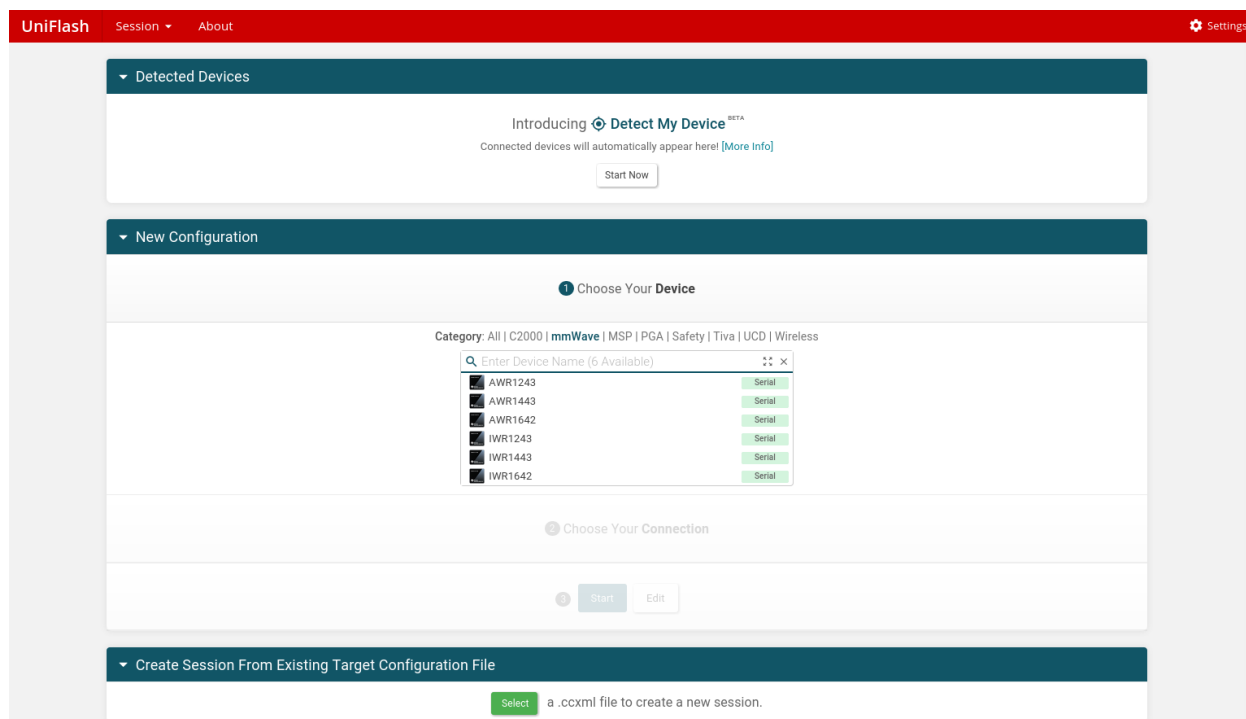 UniFlash Session About Settings
Detected Devices
Introducing Detect My Device BETA
Connected devices will automatically appear here! [More Info]
Start Now
New Configuration
1 Choose Your Device
Category: All | C2000 | mmWave | MSP | PGA | Safety | Tiva | UCD | Wireless
Enter Device Name (6 Available)
AWR1243 Serial
AWR1443 Serial
AWR1642 Serial
IWR1243 Serial
IWR1443 Serial
IWR1642 Serial
2 Choose Your Connection
3 Start Edit
Create Session From Existing Target Configuration File
Select a .ccxml file to create a new session.